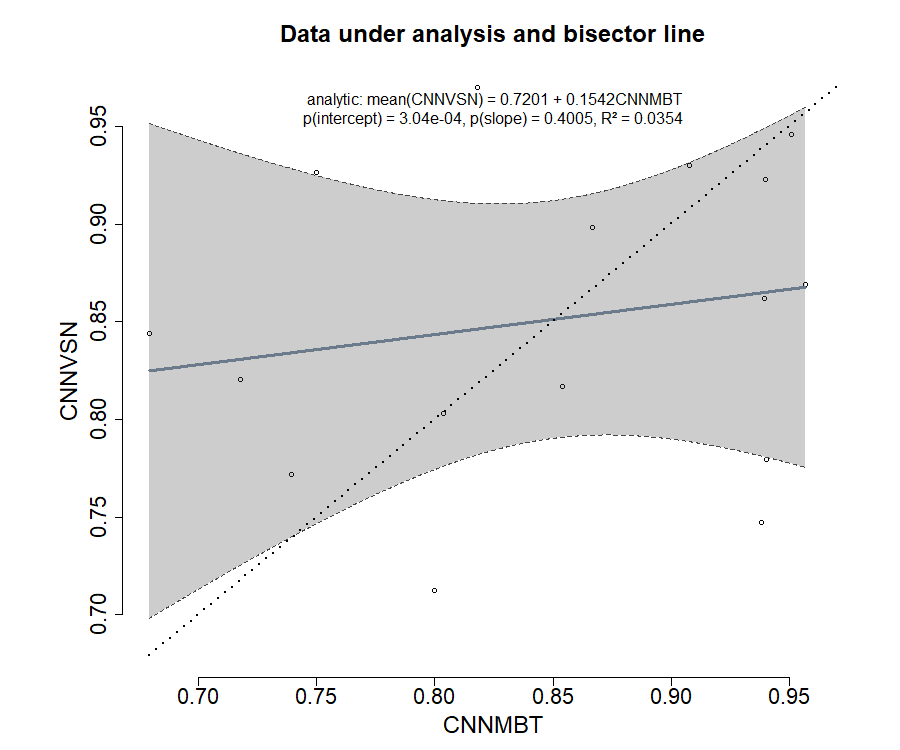 Data under analysis and bisector line
analytic: mean(CNNVSN) = 0.7201 + 0.1542CNNMBT
p(intercept) = 3.04e-04, p(slope) = 0.4005, R² = 0.0354
0.95
0.90
0.85
0.80
0.75
0.70
CNNVSN
0.70 0.75 0.80 0.85 0.90 0.95
CNNMBT